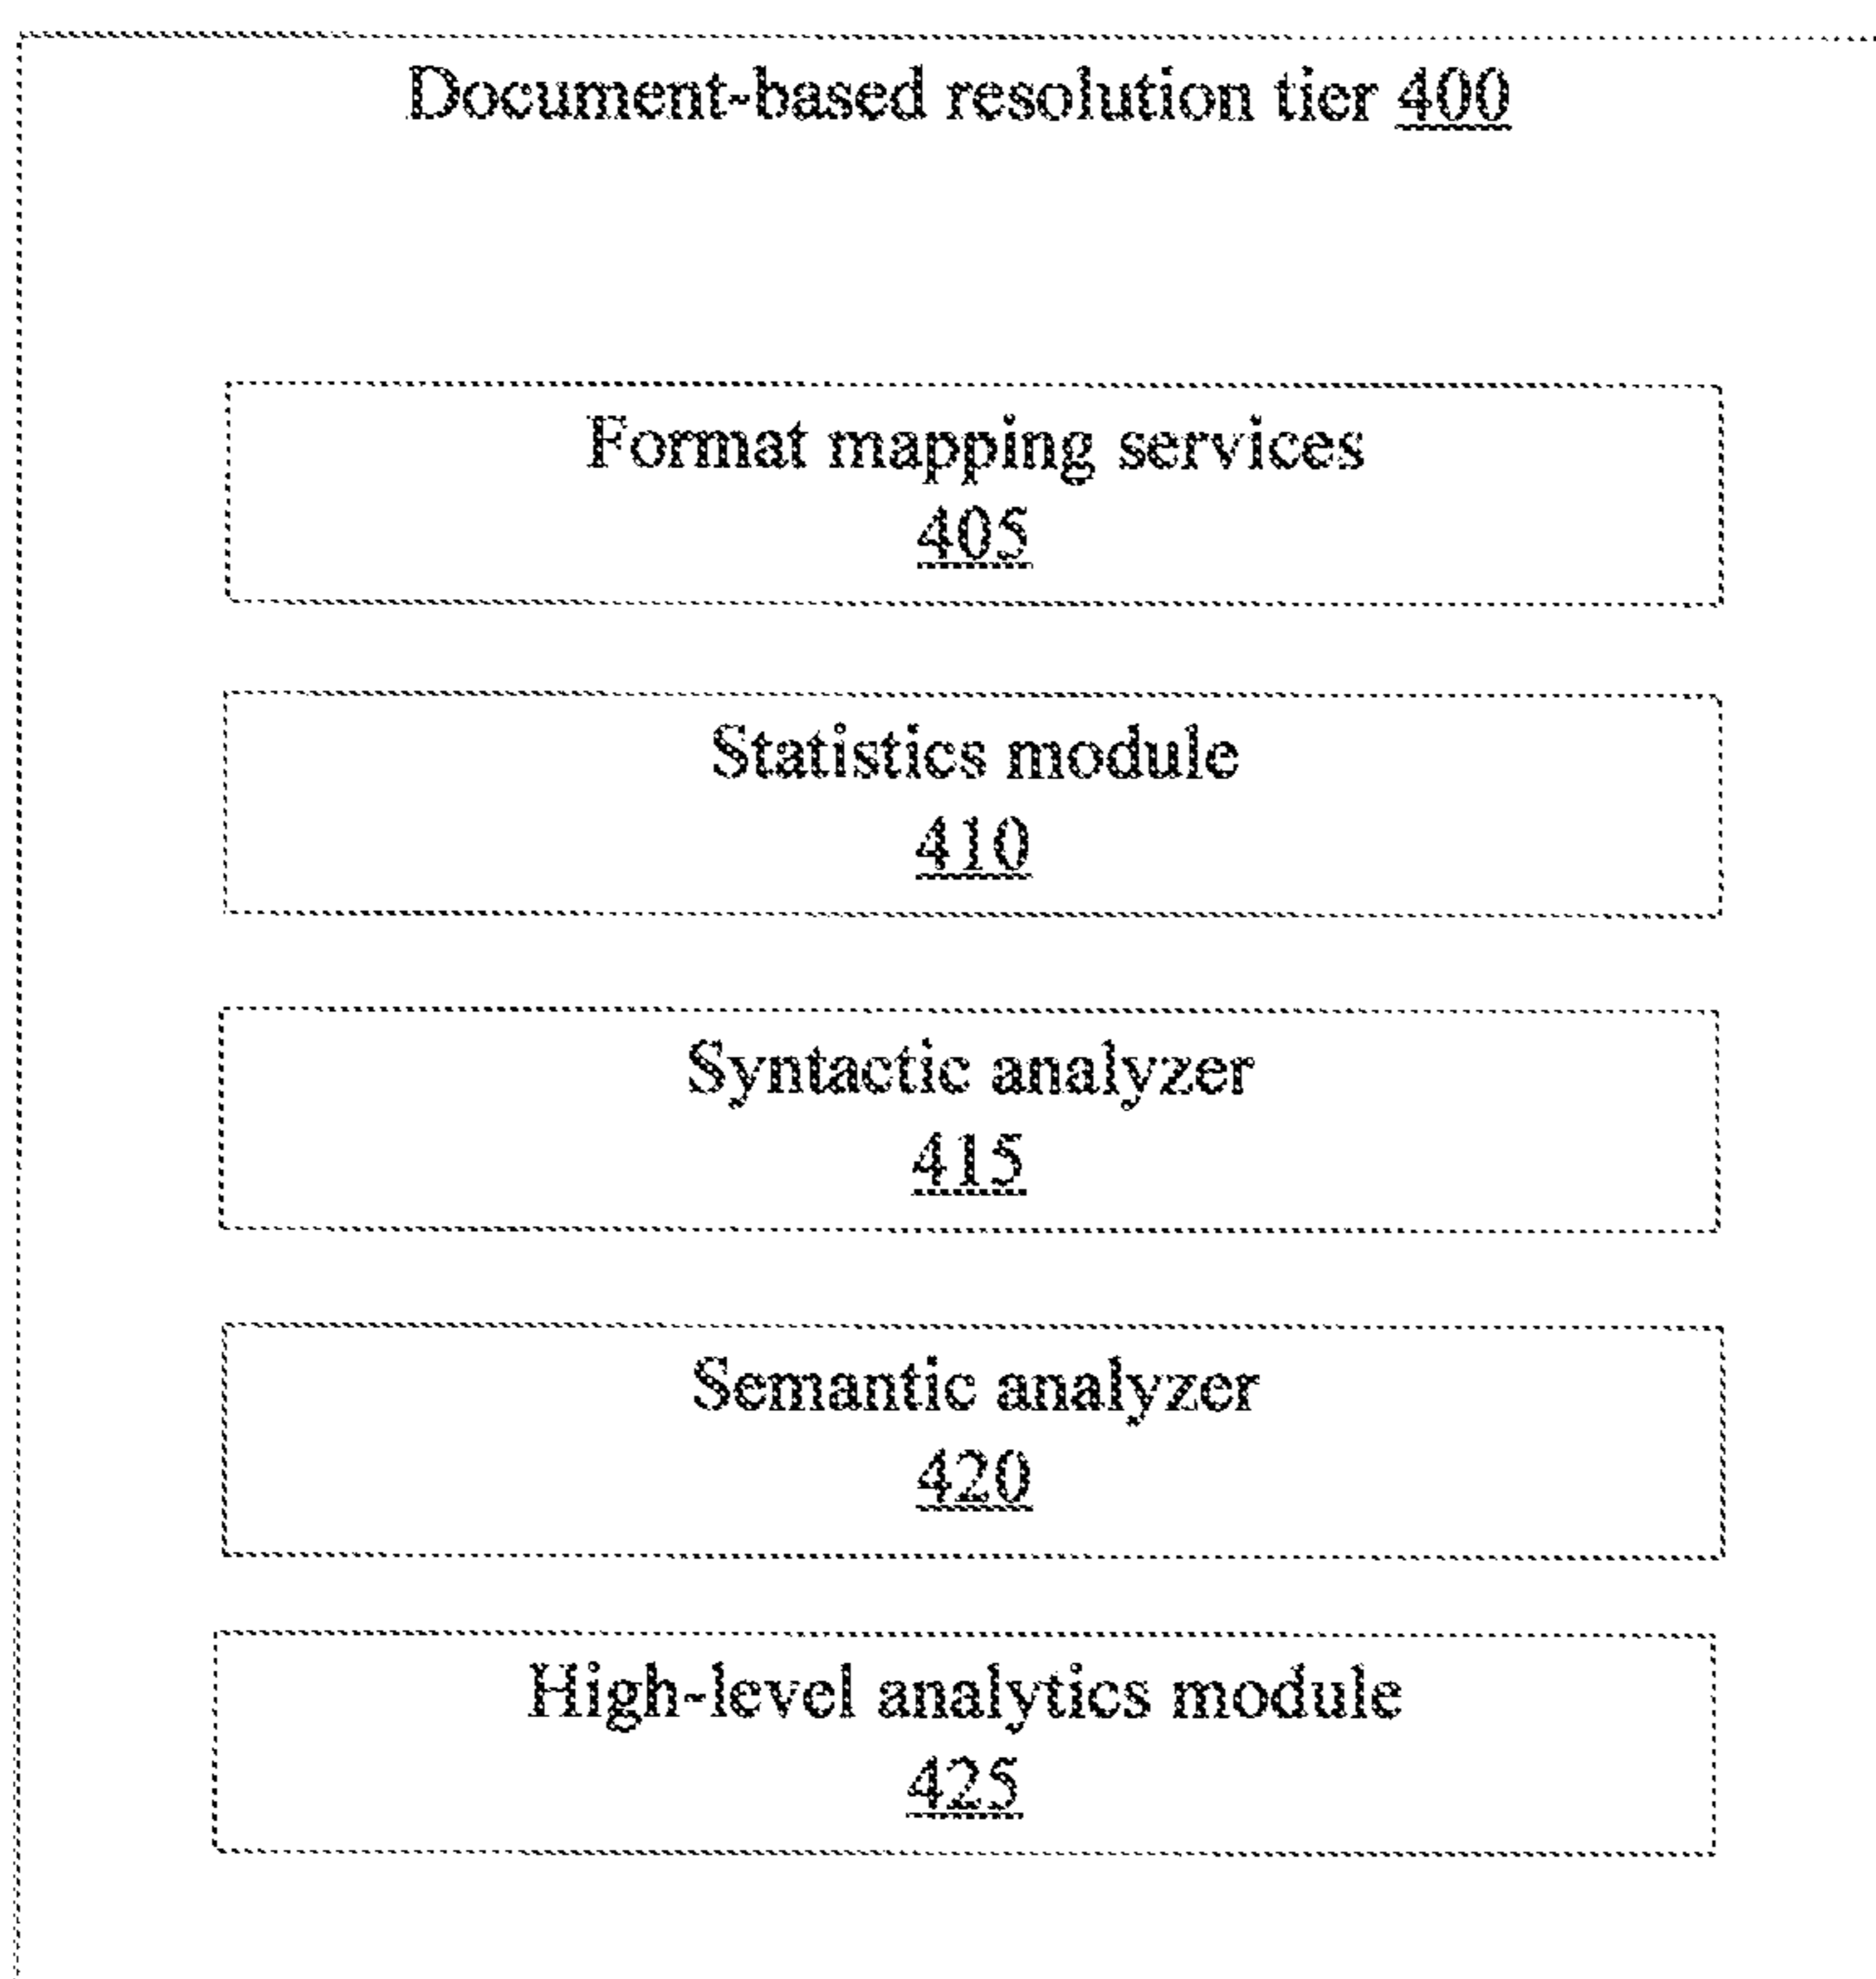 Document-based resolution tier 400
Format mapping services
405
Statistics module
410
Syntactic analyzer
415
Semantic analyzer
420
High-level analytics module
425